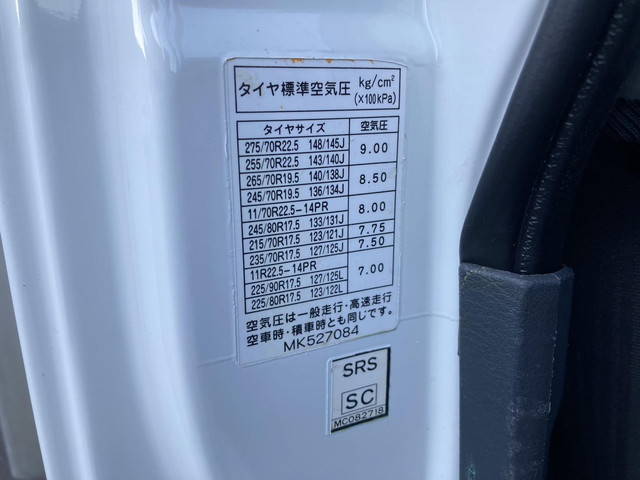 タイヤ標準空気圧 kg/cm²
(×100kPa)
タイヤサイズ 空気圧
275/70R22.5 148/145J 9.00
255/70R22.5 143/140J
265/70R19.5 140/138J 8.50
245/70R19.5 136/134J
11/70R22.5-14PR 8.00
245/80R17.5 133/131J
215/70R17.5 123/121J 7.75
235/70R17.5 127/125J 7.50
11R22.5-14PR 7.00
225/90R17.5 127/125L
225/80R17.5 123/122L
空気圧は一般走行・高速走行
空車時・積車時とも同じです。
MK527084
SRS
SC
MC082718